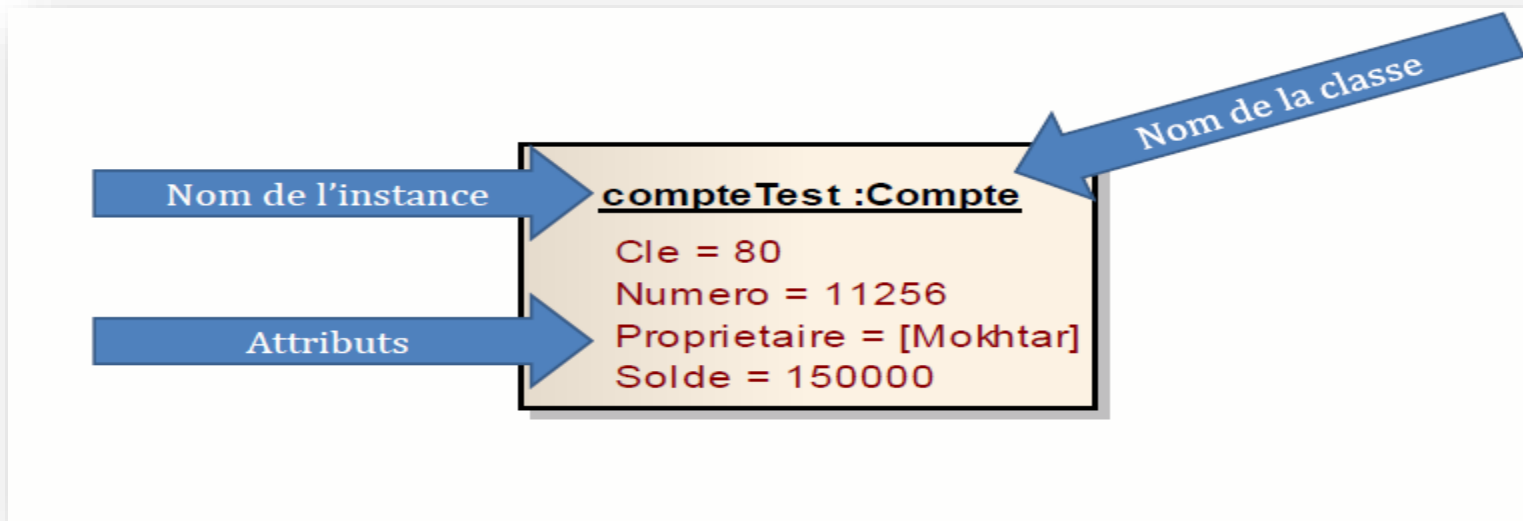 Nom de la classe
Nom de l'instance
compteTest :Compte
Cle = 80
Numero = 11256
Attributs
Proprietaire = [Mokhtar]
Solde = 150000